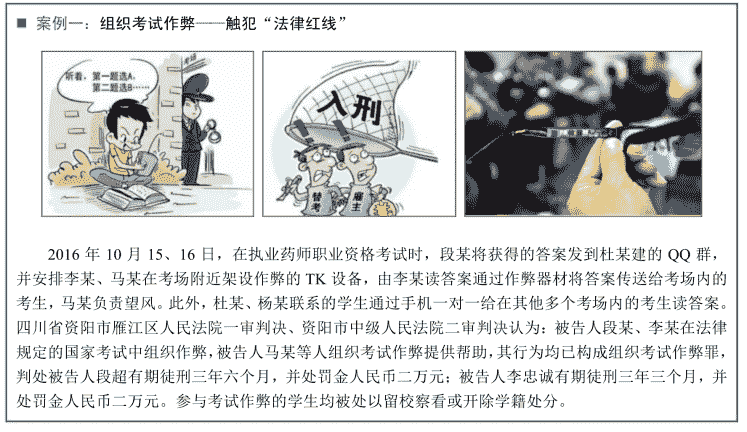 ■ 案例一：组织考试作弊——触犯“法律红线”
听着，第一题选A，
第二题选B……
入刑
替考
雇主
2016 年 10 月 15、16 日，在执业药师职业资格考试时，段某将获得的答案发到杜某建的 QQ 群，
并安排李某、马某在考场附近架设作弊的 TK 设备，由李某读答案通过作弊器材将答案传送给考场内的
考生，马某负责望风。此外，杜某、杨某联系的学生通过手机一对一给在其他多个考场内的考生读答案。
四川省资阳市雁江区人民法院一审判决、资阳市中级人民法院二审判决认为：被告人段某、李某在法律
规定的国家考试中组织作弊，被告人马某等人组织考试作弊提供帮助，其行为均已构成组织考试作弊罪，
判处被告人段超有期徒刑三年六个月，并处罚金人民币二万元；被告人李忠诚有期徒刑三年三个月，并
处罚金人民币二万元。参与考试作弊的学生均被处以留校察看或开除学籍处分。